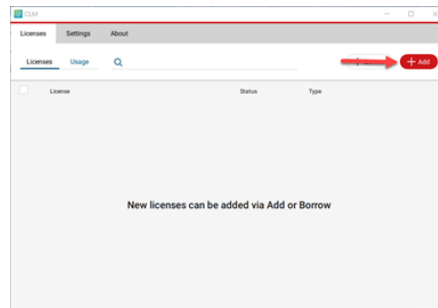 CLM
Licenses Settings About
Licenses Usage + Add
License Status Type
New licenses can be added via Add or Borrow